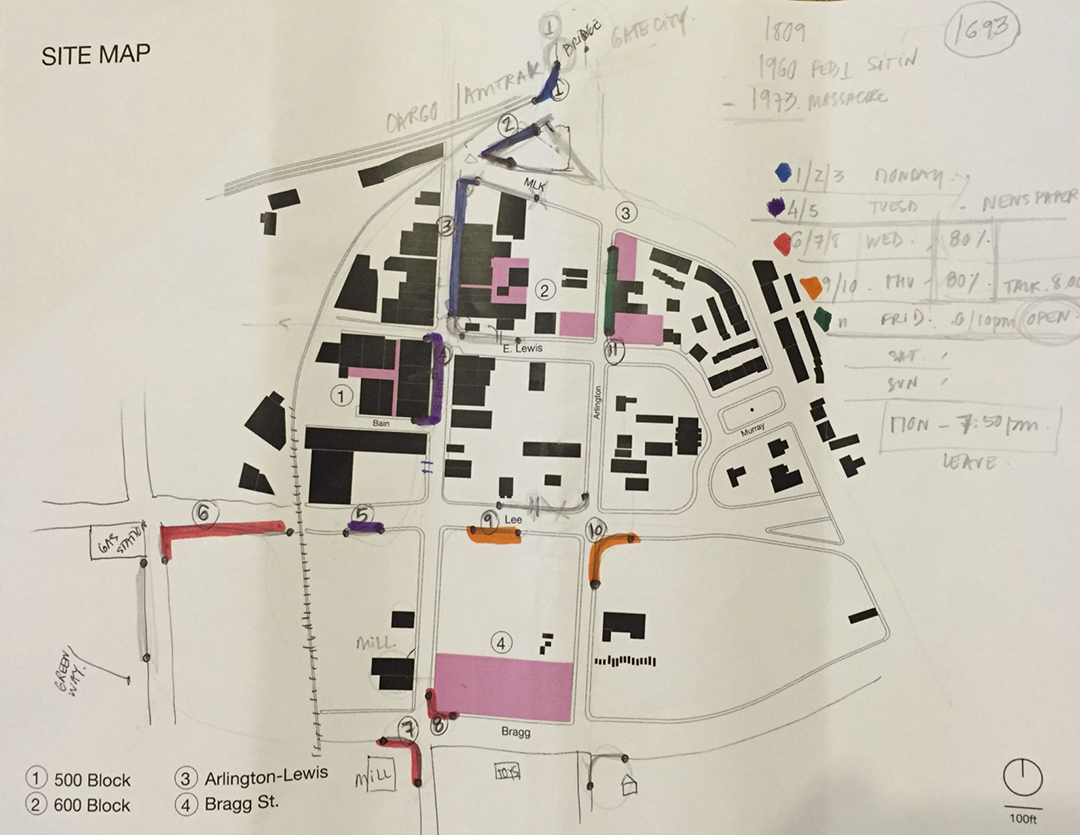 SITE MAP
1
BRIDGE
GATE CITY.
1809
1960 FEB 1 SITIN
- 1973. MASSACRE
1693
CARGO
AMTRAK
1
2
MLK
3
3
2
E. Lewis
4
11
1
Bain
Arlington
Murray
1/2/3 MONDAY
4/5 TUESD - NEWSPAPER
6/7/8 WED. - 80%
9/10 - THU - 80% TALK. 8.00
11 FRID. 6/10pm OPEN
SAT.
SUN
MON - 7:50 pm.
LEAVE.
6
5
9
Lee
10
GAS STATION
GREEN WAY.
MILL
4
8
7
Bragg
MILL
TOYS
1 500 Block
2 600 Block
3 Arlington-Lewis
4 Bragg St.
100ft